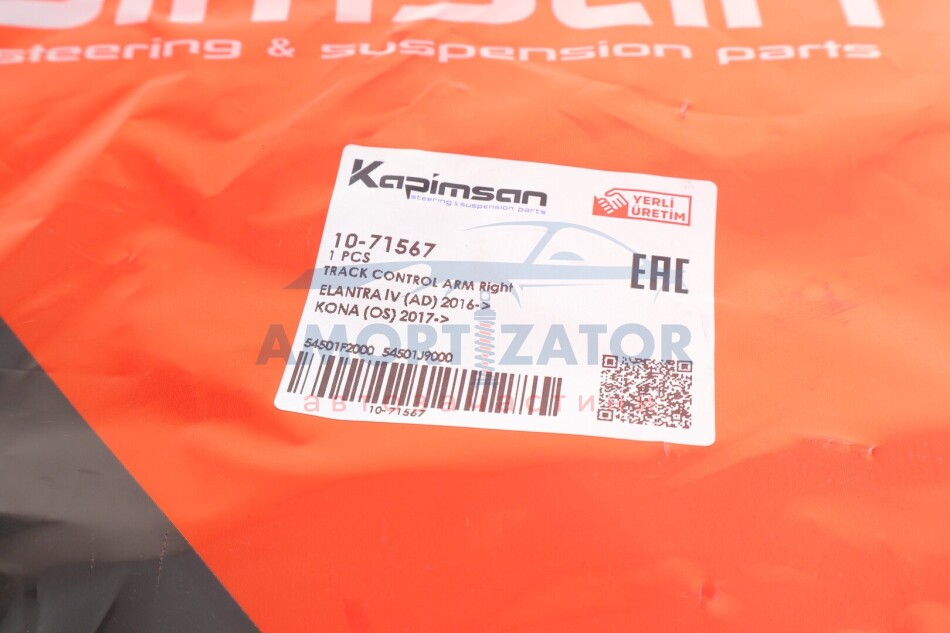 steering & suspension parts
Kapimsan
steering & suspension parts
YERLİ
ÜRETİM
10-71567
1 PCS
TRACK CONTROL ARM Right
EAC
ELANTRA İV (AD) 2016->
KONA (OS) 2017->
AMORTIZATOR
54501F2000 54501J9000
автозапчастини
10-71567